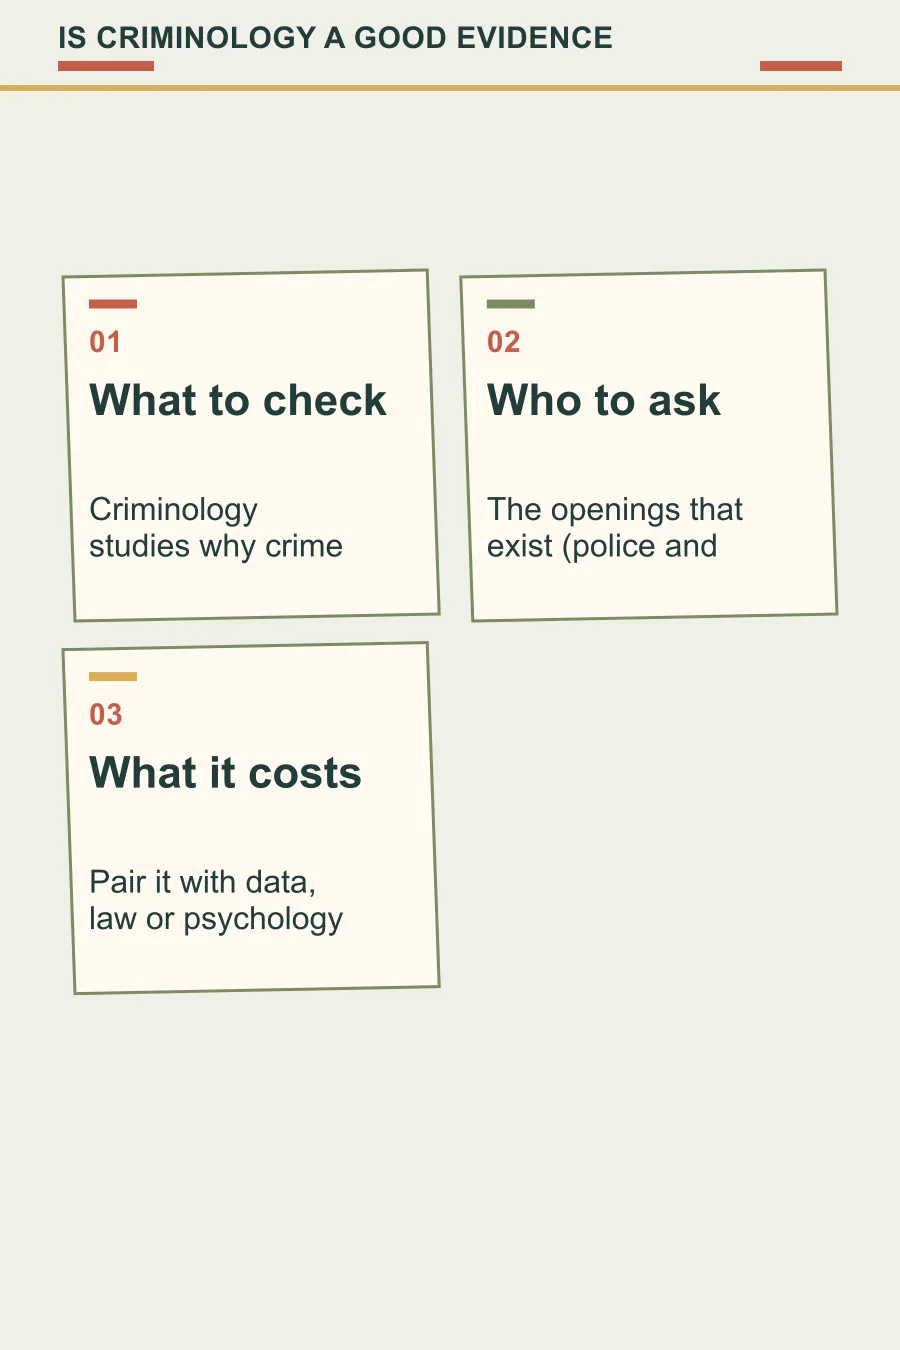 IS CRIMINOLOGY A GOOD EVIDENCE
01
What to check
Criminology
studies why crime
02
Who to ask
The openings that
exist (police and
03
What it costs
Pair it with data,
law or psychology